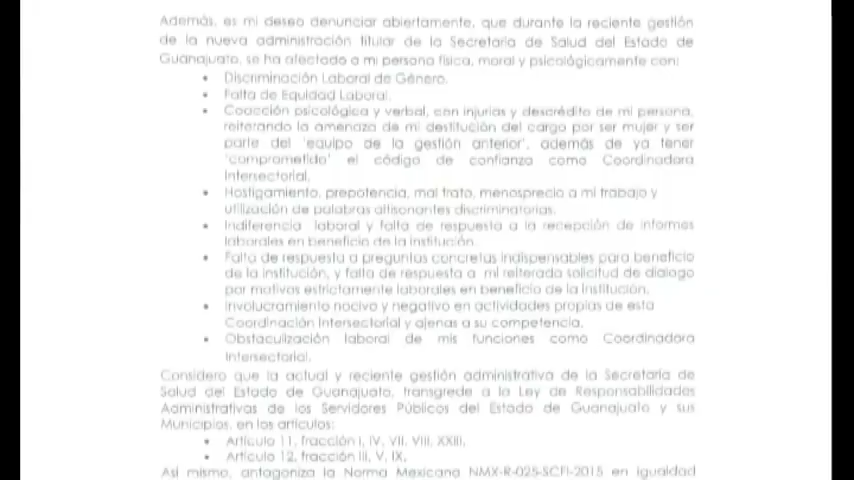 Además, es mi deseo denunciar abiertamente, que durante la reciente gestión
de la nueva administración titular de la Secretaría de Salud del Estado de
Guanajuato, se ha afectado a mi persona física, moral y psicológicamente con:
• Discriminación Laboral de Género.
• Falta de Equidad Laboral.
• Coacción psicológica y verbal, con injurias y descrédito de mi persona,
reiterando la amenaza de mi destitución del cargo por ser mujer y ser
parte del 'equipo de la gestión anterior', además de ya tener
'comprometido' el código de confianza como Coordinadora
Intersectorial.
• Hostigamiento, prepotencia, mal trato, menosprecio a mi trabajo y
utilización de palabras altisonantes discriminatorias.
• Indiferencia laboral y falta de respuesta a la recepción de informes
laborales en beneficio de la institución.
• Falta de respuesta a preguntas concretas indispensables para beneficio
de la institución, y falta de respuesta a mi reiterada solicitud de dialogo
por motivos estrictamente laborales en beneficio de la Institución.
• Involucramiento nocivo y negativo en actividades propias de esta
Coordinación Intersectorial y ajenas a su competencia.
• Obstaculización laboral de mis funciones como Coordinadora
Intersectorial.
Considero que la actual y reciente gestión administrativa de la Secretaría de
Salud del Estado de Guanajuato, transgrede a la Ley de Responsabilidades
Administrativas de los Servidores Públicos del Estado de Guanajuato y sus
Municipios, en los artículos:
• Artículo 11, fracción I, IV, VII, VIII, XXIII,
• Artículo 12, fracción III, V, IX,
Así mismo, antagoniza la Norma Mexicana NMX-R-025-SCFI-2015 en igualdad